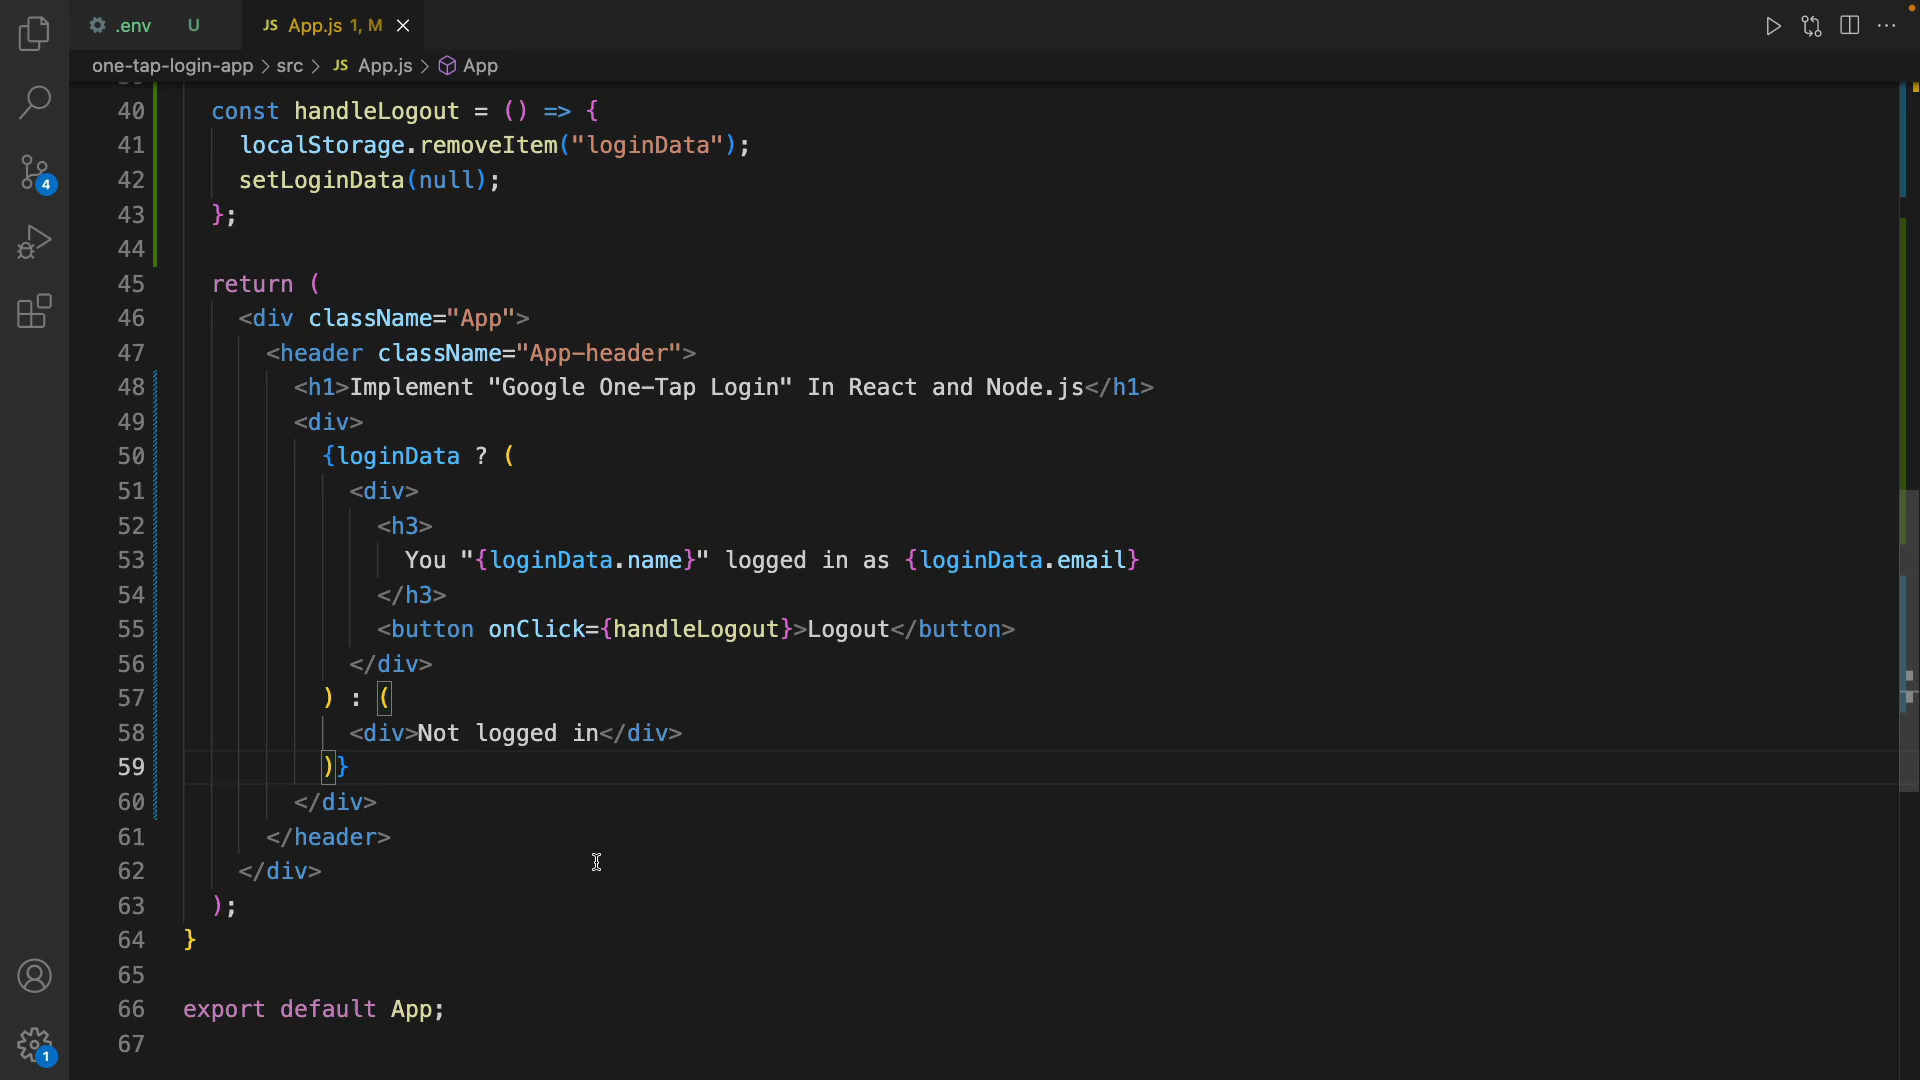 .env U JS App.js 1, M
one-tap-login-app > src > JS App.js > App
40 const handleLogout = () => {
41 localStorage.removeItem("loginData");
42 setLoginData(null);
43 };
44
45 return (
46 <div className="App">
47 <header className="App-header">
48 <h1>Implement "Google One-Tap Login" In React and Node.js</h1>
49 <div>
50 {loginData ? (
51 <div>
52 <h3>
53 You "{loginData.name}" logged in as {loginData.email}
54 </h3>
55 <button onClick={handleLogout}>Logout</button>
56 </div>
57 ) : (
58 <div>Not logged in</div>
59 )}
60 </div>
61 </header>
62 </div>
63 );
64 }
65
66 export default App;
67
4
1